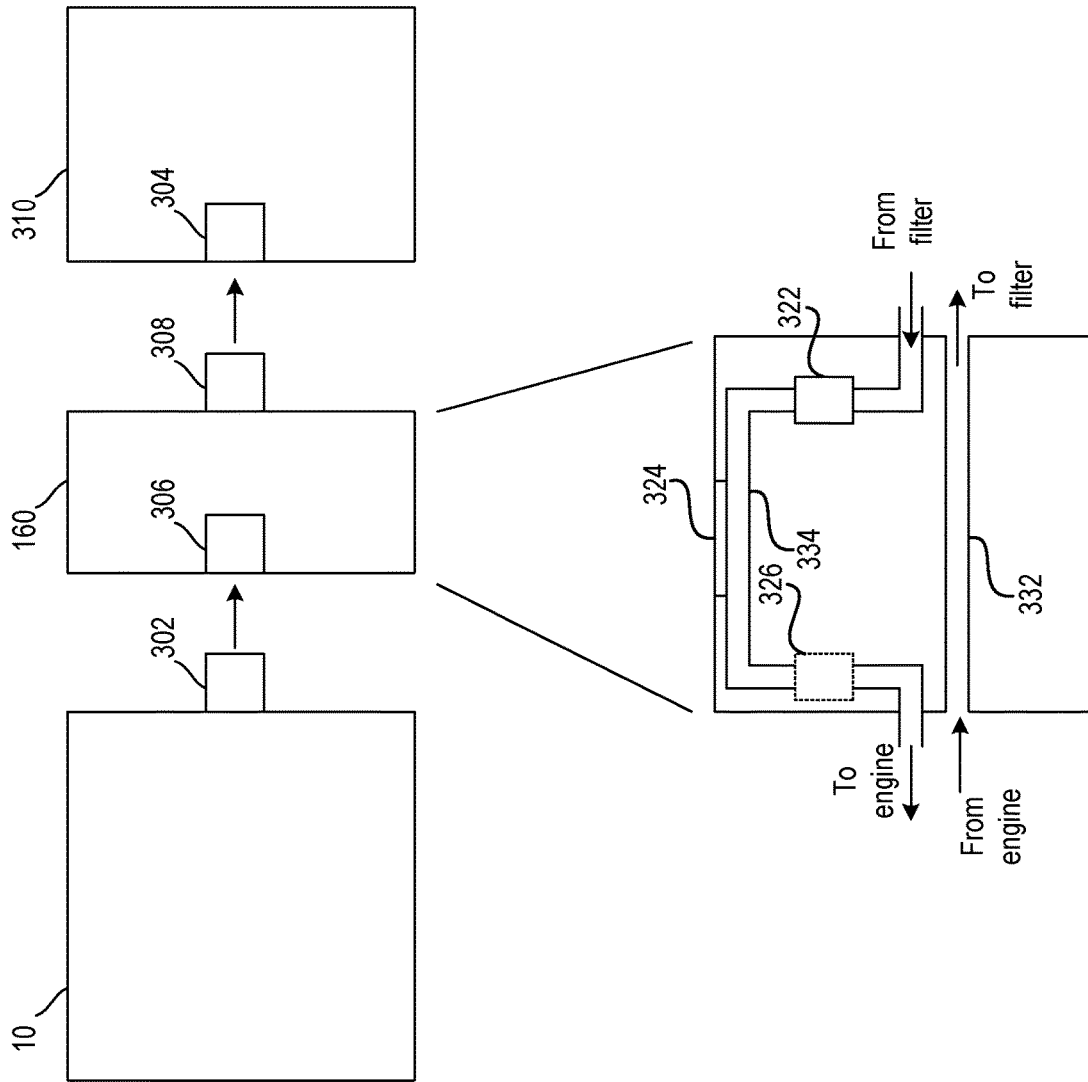 10
160
310
302
306
308
304
324
326
322
334
To
engine
From
filter
From
engine
To
filter
332